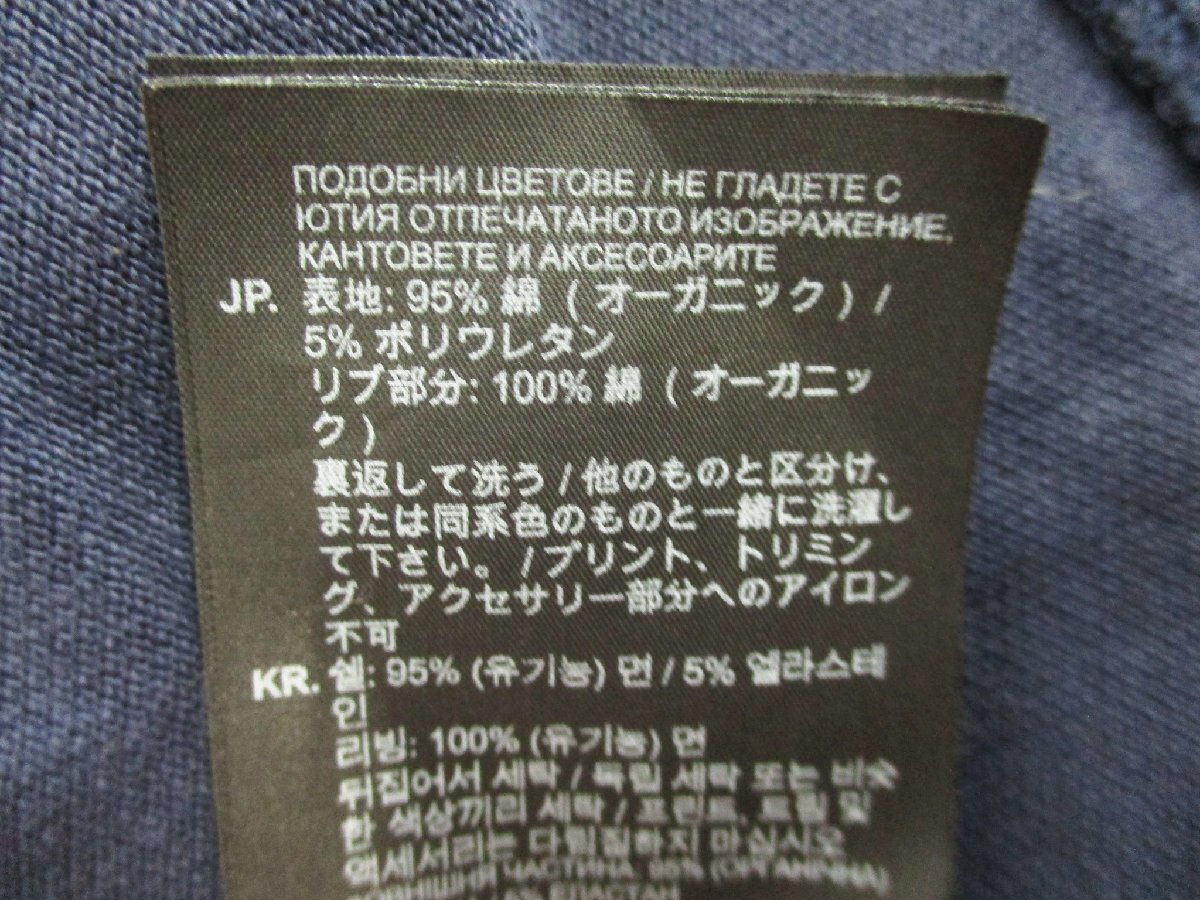 ПОДОБНИ ЦВЕТОВЕ / НЕ ГЛАДЕТЕ С
ЮТИЯ ОТПЕЧАТАНОТО ИЗОБРАЖЕНИЕ,
КАНТОВЕТЕ И АКСЕСОАРИТЕ
JP. 表地: 95% 綿 ( オーガニック ) /
5% ポリウレタン
リブ部分: 100% 綿 ( オーガニッ
ク )
裏返して洗う / 他のものと区分け、
または同系色のものと一緒に洗濯し
て下さい。 /プリント、トリミン
グ、アクセサリー部分へのアイロン
不可
KR. 쉘: 95% (유기농) 면 / 5% 엘라스테
인
리빙: 100% (유기농) 면
뒤집어서 세탁 / 독립 세탁 또는 비슷
한 색상끼리 세탁 / 프린트, 트림 및
액세서리는 다림질하지 마십시오
ЧАСТИНА: 95% (ОРГАНІЧНА)
ЕЛАСТАН